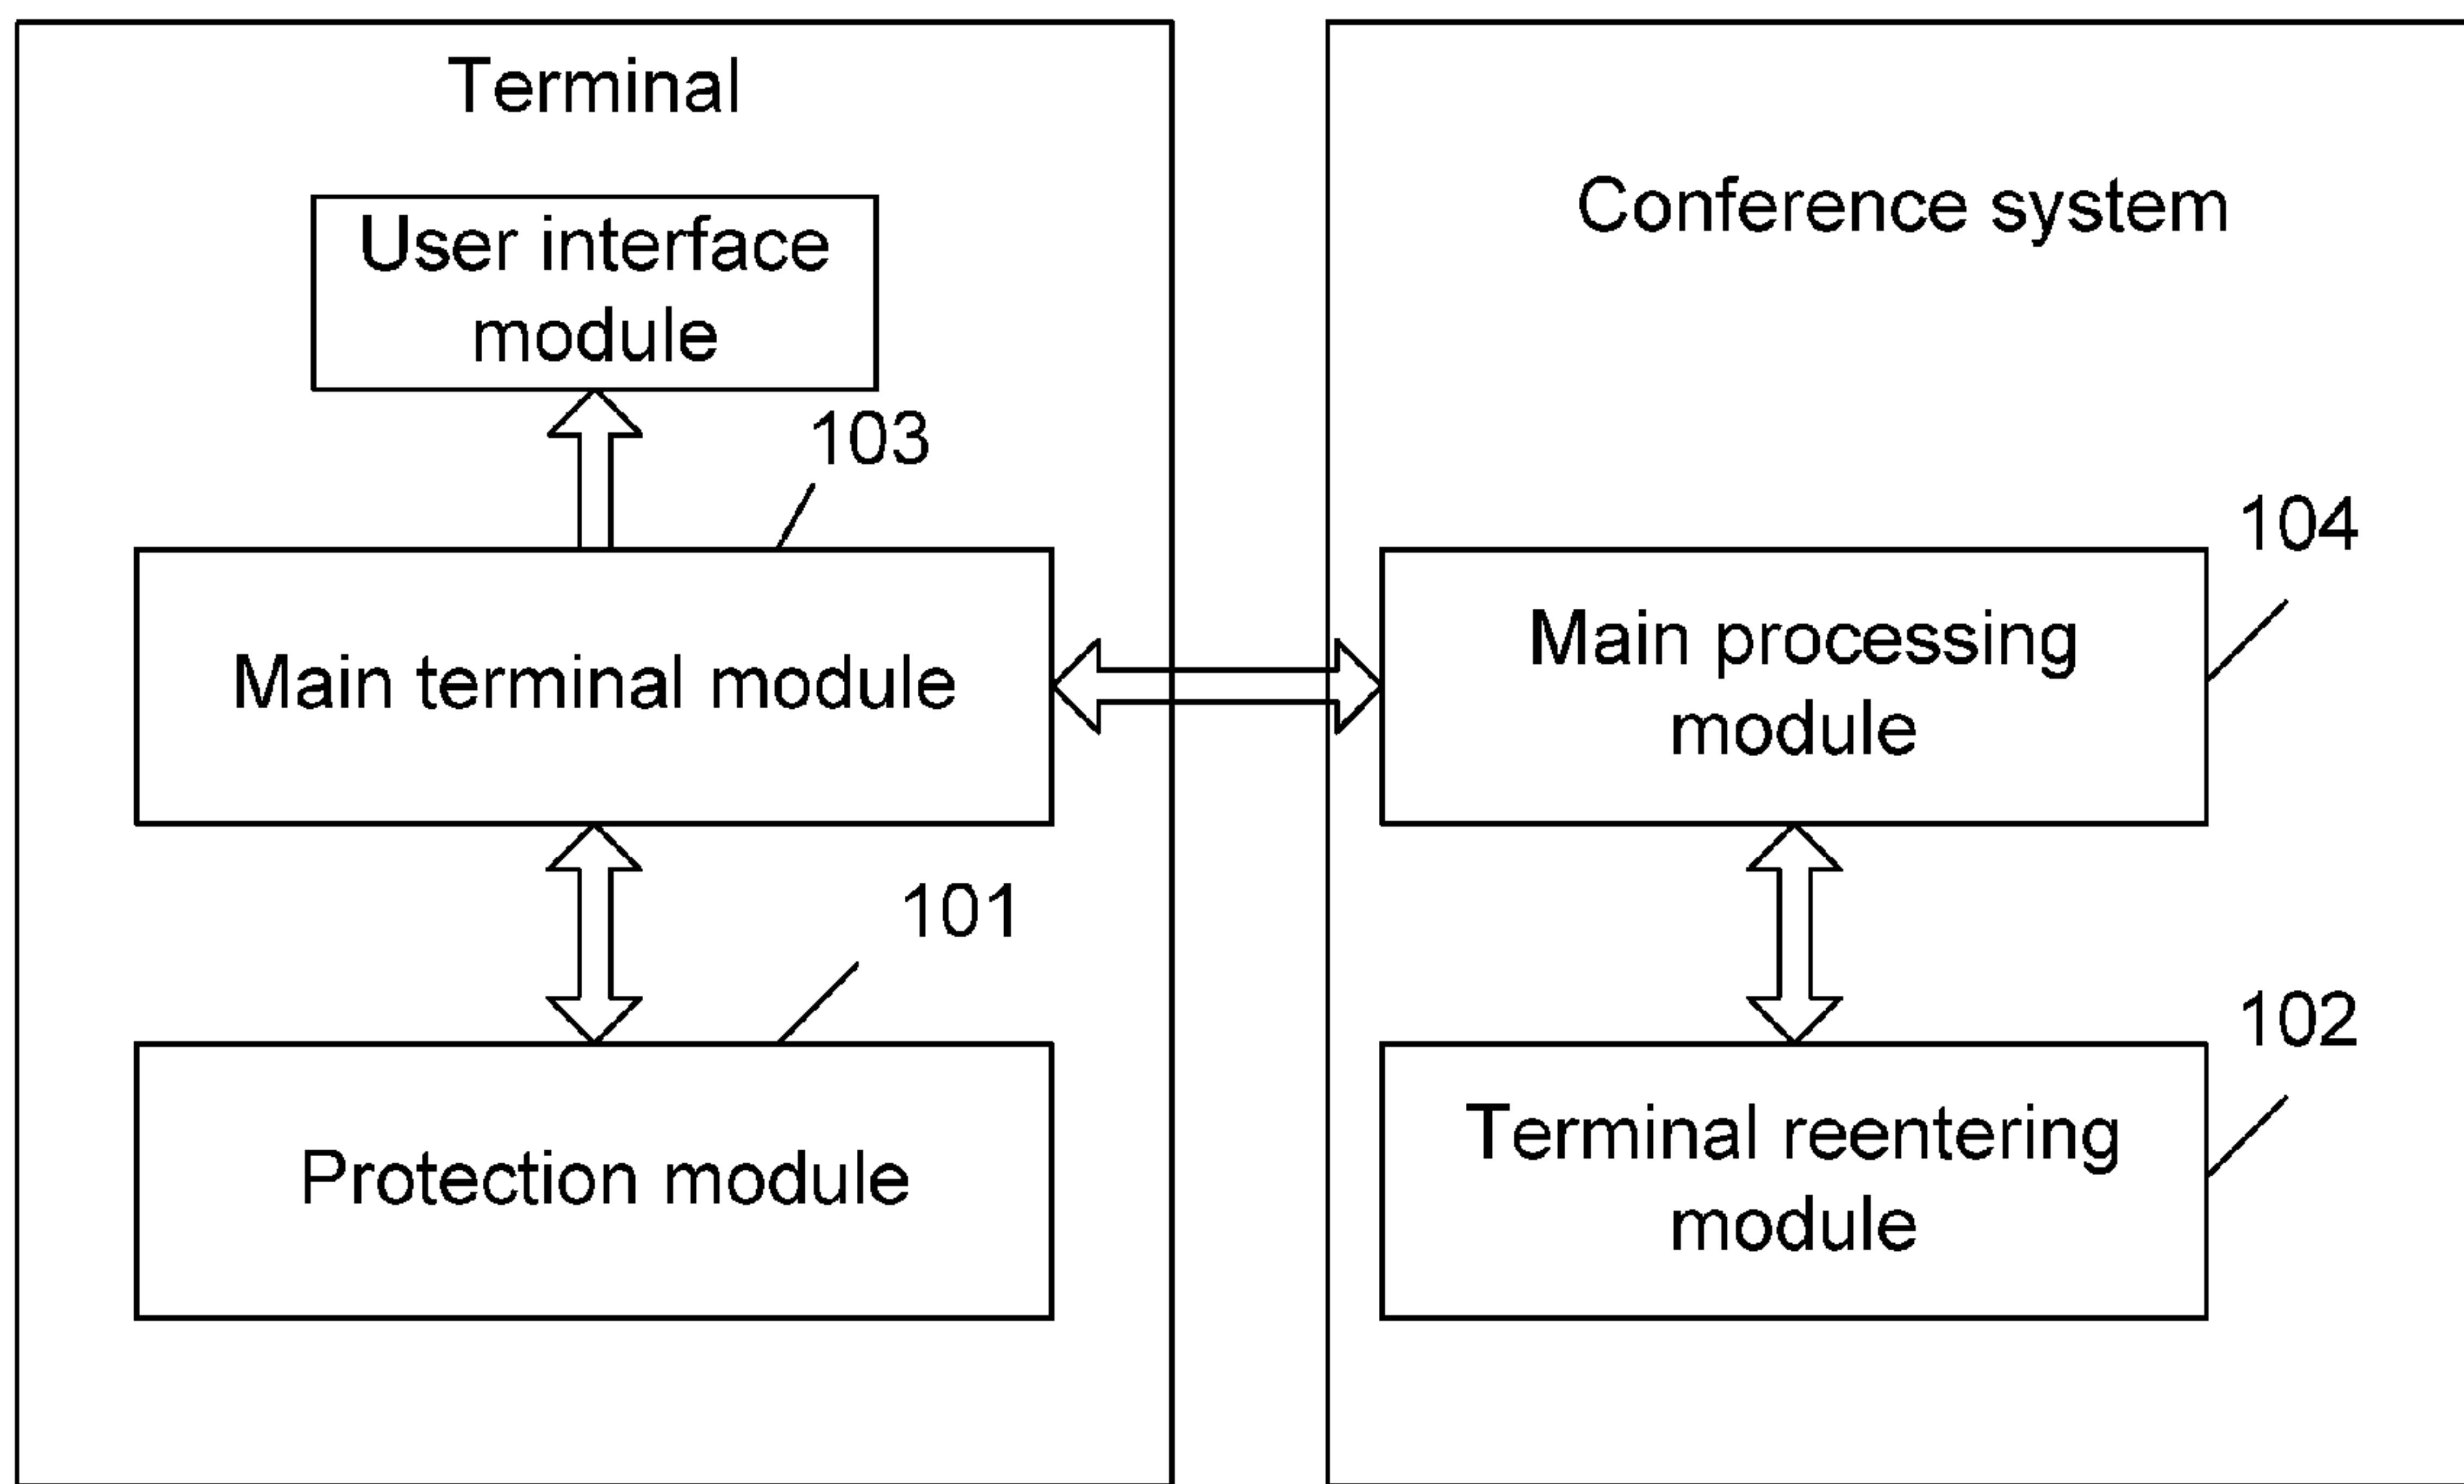 Terminal
User interface
module
103
Main terminal module
101
Protection module
Conference system
104
Main processing
module
102
Terminal reentering
module